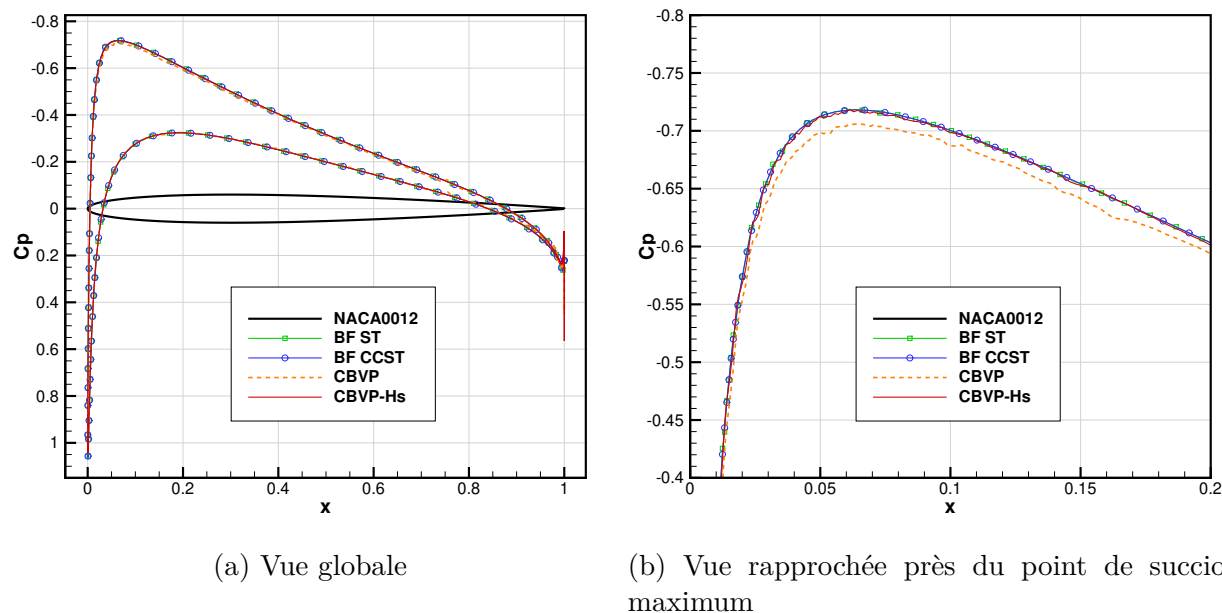 -0.8
-0.6
-0.4
-0.2
0
0.2
0.4
0.6
0.8
1
Cp
0
0.2
0.4
0.6
0.8
1
x
NACA0012
BF ST
BF CCST
CBVP
CBVP-Hs
(a) Vue globale
-0.8
-0.75
-0.7
-0.65
-0.6
-0.55
-0.5
-0.45
-0.4
Cp
0
0.05
0.1
0.15
0.2
x
NACA0012
BF ST
BF CCST
CBVP
CBVP-Hs
(b) Vue rapprochée près du point de succio
maximum